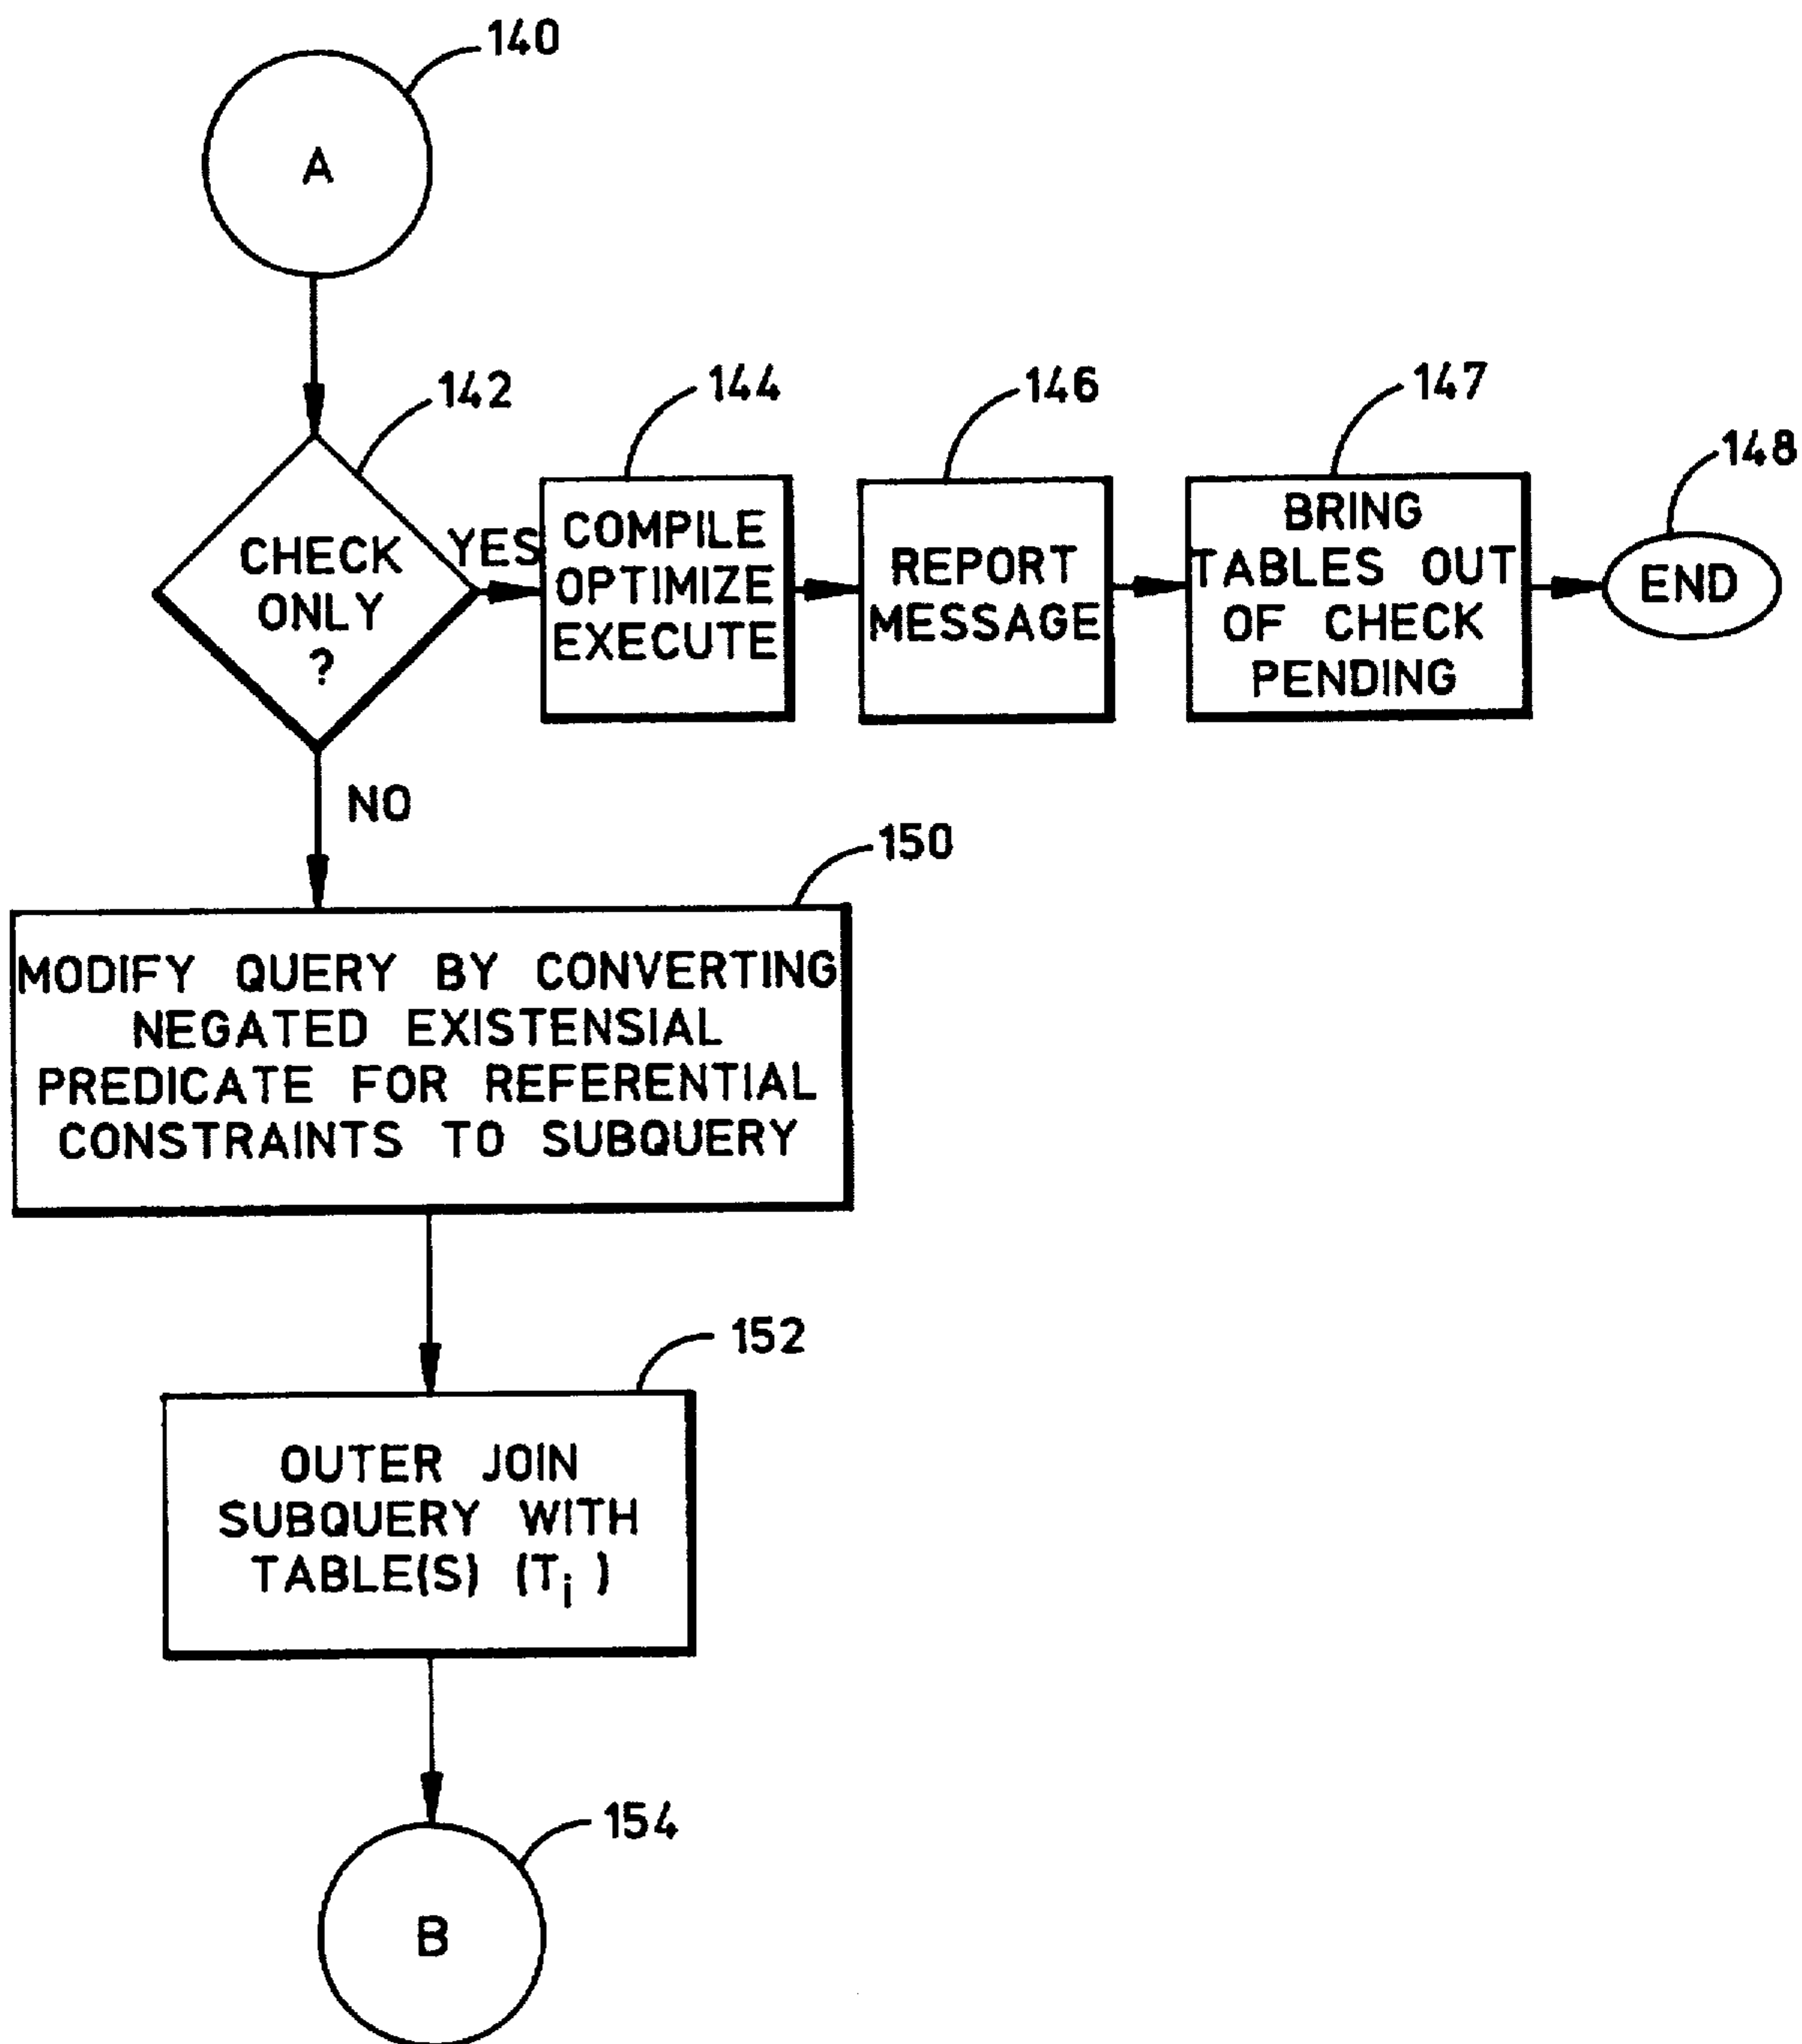 140
A
142
CHECK
ONLY
?
YES
144
COMPILE
OPTIMIZE
EXECUTE
146
REPORT
MESSAGE
147
BRING
TABLES OUT
OF CHECK
PENDING
148
END
NO
150
MODIFY QUERY BY CONVERTING
NEGATED EXISTENSIAL
PREDICATE FOR REFERENTIAL
CONSTRAINTS TO SUBQUERY
152
OUTER JOIN
SUBQUERY WITH
TABLE(S) (Ti )
154
B